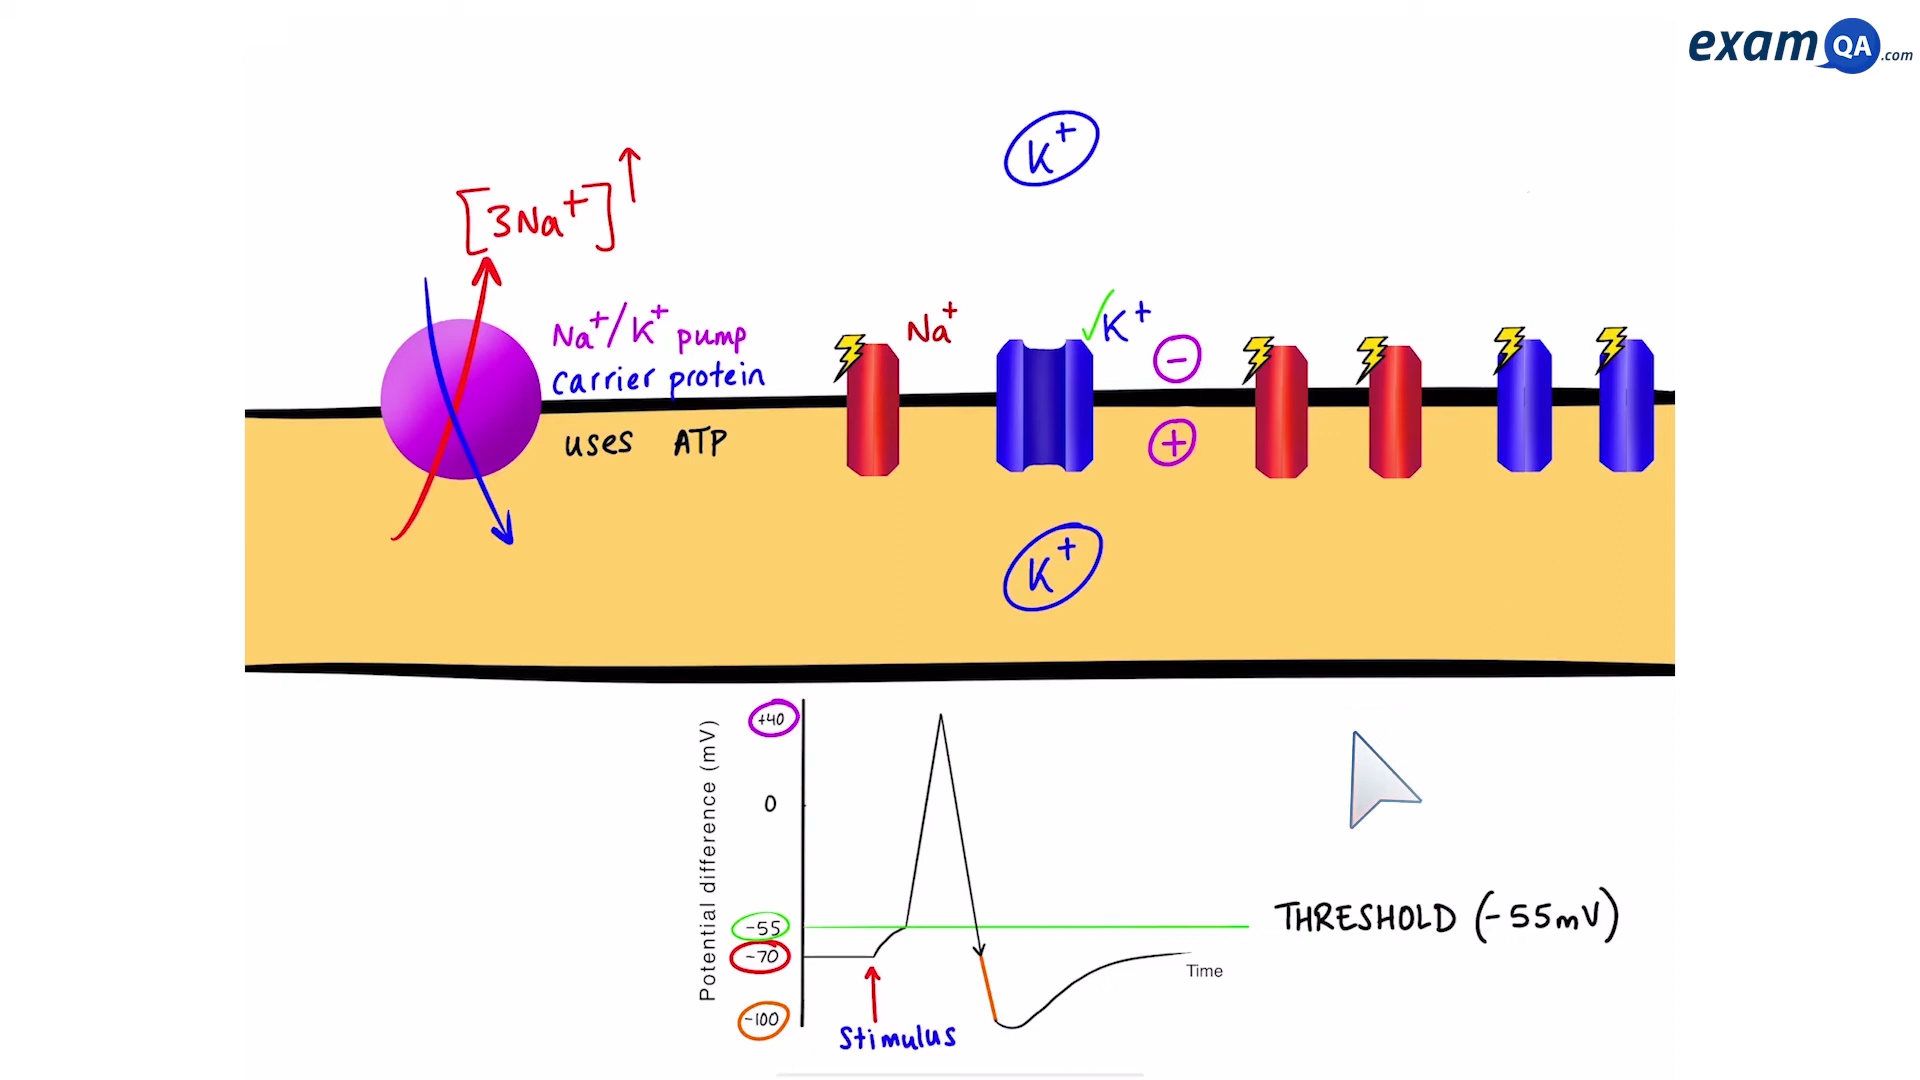 examQA.com
K+
[3Na+]↑
Na+/K+ pump
carrier protein
uses ATP
Na+
✓K+
−
+
K+
Potential difference (mV)
+40
0
-55
-70
-100
THRESHOLD (-55mV)
Time
Stimulus